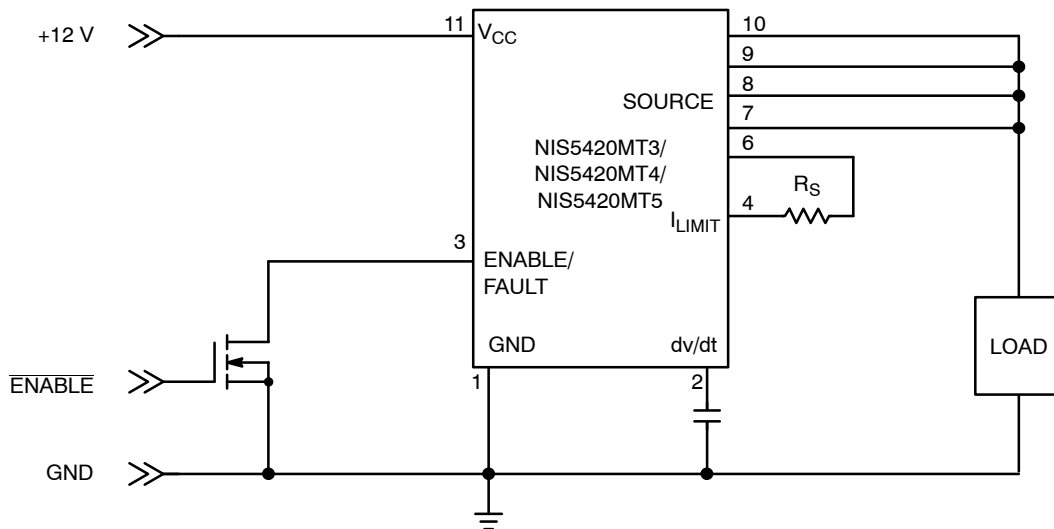 +12 V
11
V_CC
10
9
8
SOURCE
7
6
NIS5420MT3/
NIS5420MT4/
NIS5420MT5
R_S
4
I_LIMIT
3
ENABLE/
FAULT
GND
dv/dt
LOAD
ENABLE
1
2
GND